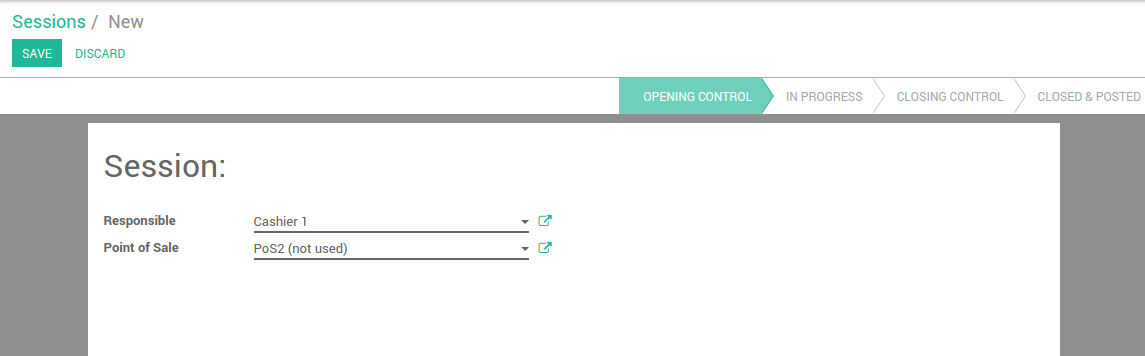 Sessions / New
SAVE DISCARD
OPENING CONTROL IN PROGRESS CLOSING CONTROL CLOSED & POSTED
Session:
Responsible Cashier 1
Point of Sale PoS2 (not used)